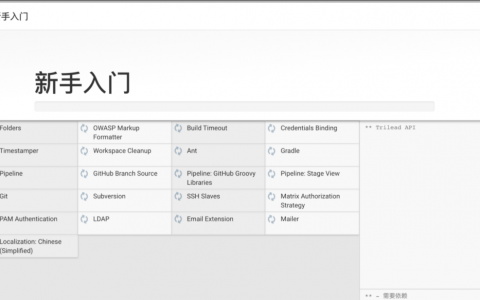 新手入门
新手入门
Folders
OWASP Markup
Formatter
Build Timeout
Credentials Binding
** Trilead API
Timestamper
Workspace Cleanup
Ant
Gradle
Pipeline
GitHub Branch Source
Pipeline: GitHub Groovy
Libraries
Pipeline: Stage View
Git
Subversion
SSH Slaves
Matrix Authorization
Strategy
PAM Authentication
LDAP
Email Extension
Mailer
Localization: Chinese
(Simplified)
** – 需要依赖